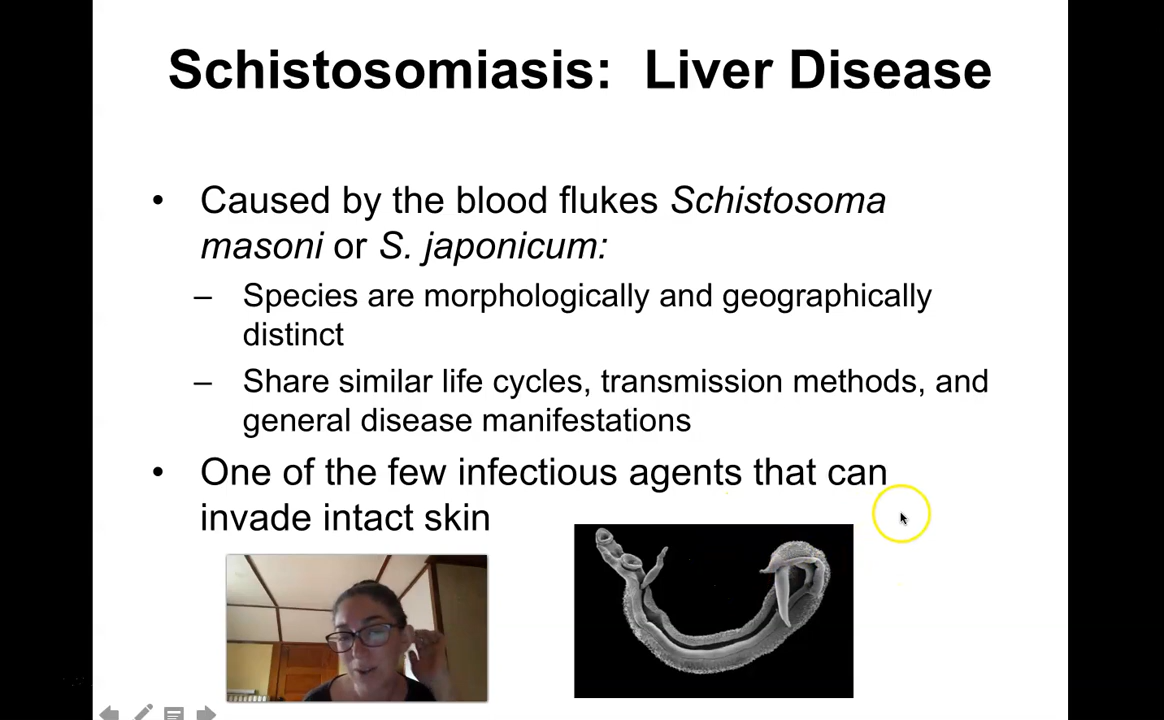 Schistosomiasis: Liver Disease
• Caused by the blood flukes Schistosoma
masoni or S. japonicum:
– Species are morphologically and geographically
distinct
– Share similar life cycles, transmission methods, and
general disease manifestations
• One of the few infectious agents that can
invade intact skin